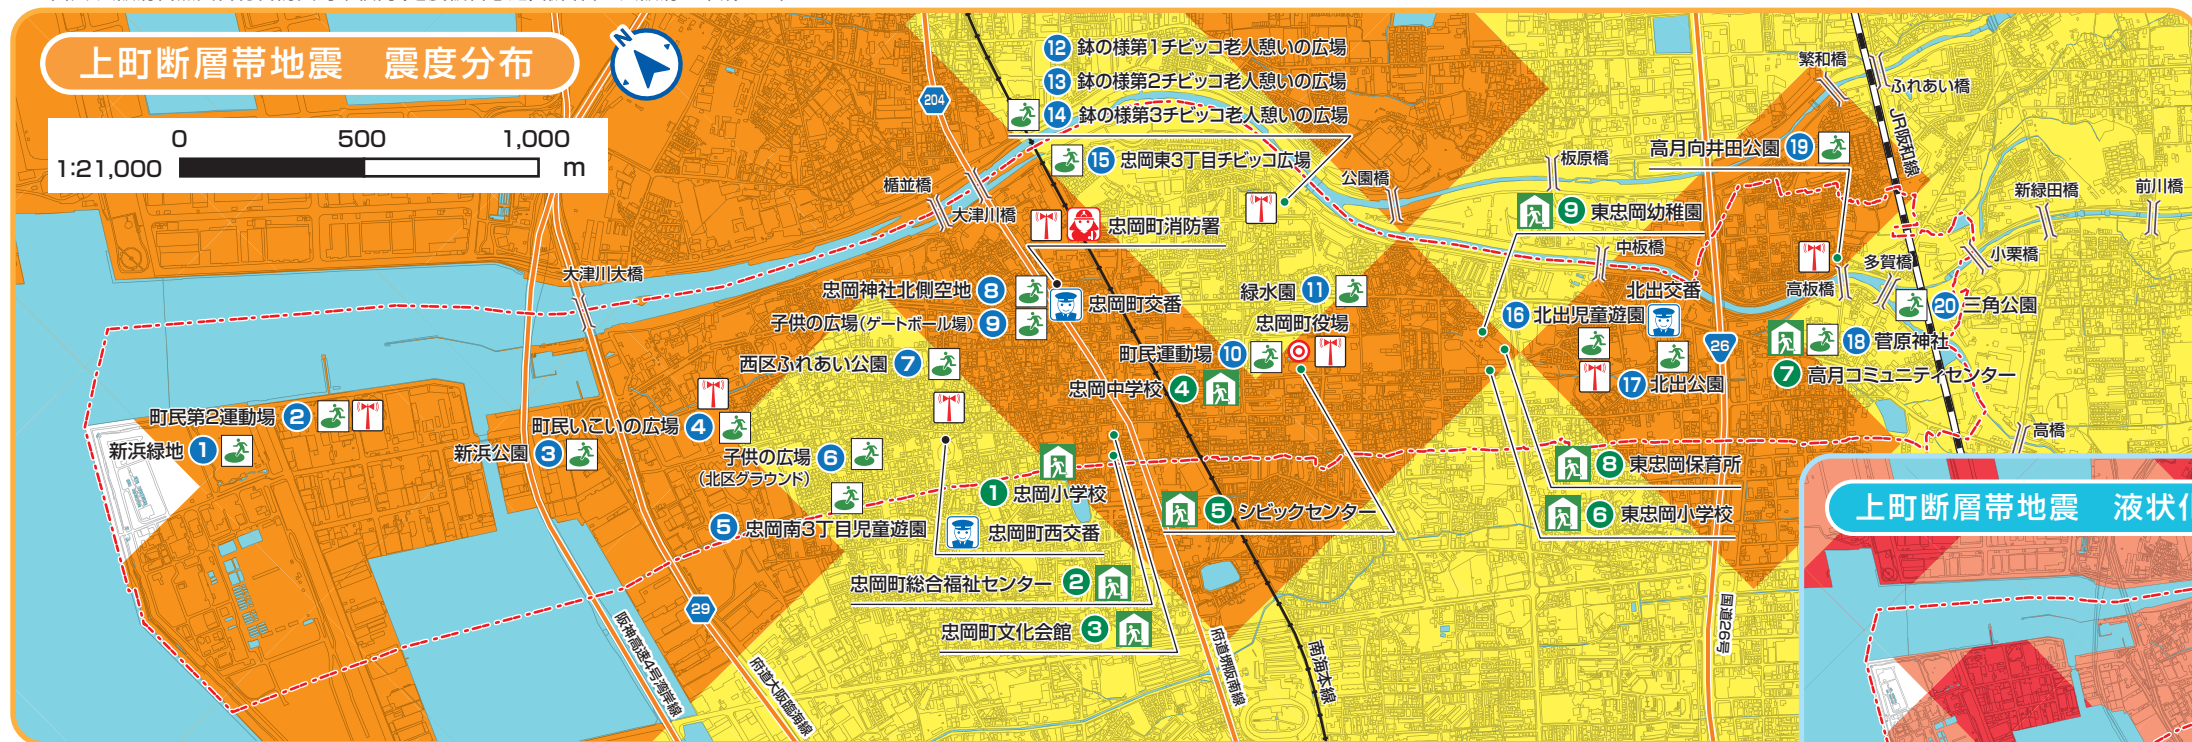 上町断層帯地震 震度分布
N
0 500 1,000
1:21,000 m
204
⑫ 鉢の様第1チビッコ老人憩いの広場
⑬ 鉢の様第2チビッコ老人憩いの広場
⑭ 鉢の様第3チビッコ老人憩いの広場
⑮ 忠岡東3丁目チビッコ広場
楯並橋
大津川橋
忠岡町消防署
公園橋
板原橋
繁和橋
ふれあい橋
JR阪和線
高月向井田公園 ⑲
新緑田橋
前川橋
⑨ 東忠岡幼稚園
中板橋
小栗橋
多賀橋
高板橋
大津川大橋
忠岡神社北側空地 ⑧
忠岡町交番
子供の広場(ゲートボール場) ⑨
緑水園 ⑪
忠岡町役場
北出交番
⑯ 北出児童遊園
⑳ 三角公園
西区ふれあい公園 ⑦
町民運動場 ⑩
26
⑱ 菅原神社
忠岡中学校 ④
⑰ 北出公園
⑦ 高月コミュニティセンター
町民第2運動場 ②
町民いこいの広場 ④
新浜緑地 ①
新浜公園 ③
子供の広場 ⑥
(北区グラウンド)
高橋
⑧ 東忠岡保育所
① 忠岡小学校
⑤ シビックセンター
⑥ 東忠岡小学校
⑤ 忠岡南3丁目児童遊園
忠岡町西交番
忠岡町総合福祉センター ②
忠岡町文化会館 ③
29
阪神高速4号湾岸線
府道大阪臨海線
府道堺阪南線
南海本線
国道26号
上町断層帯地震 液状化